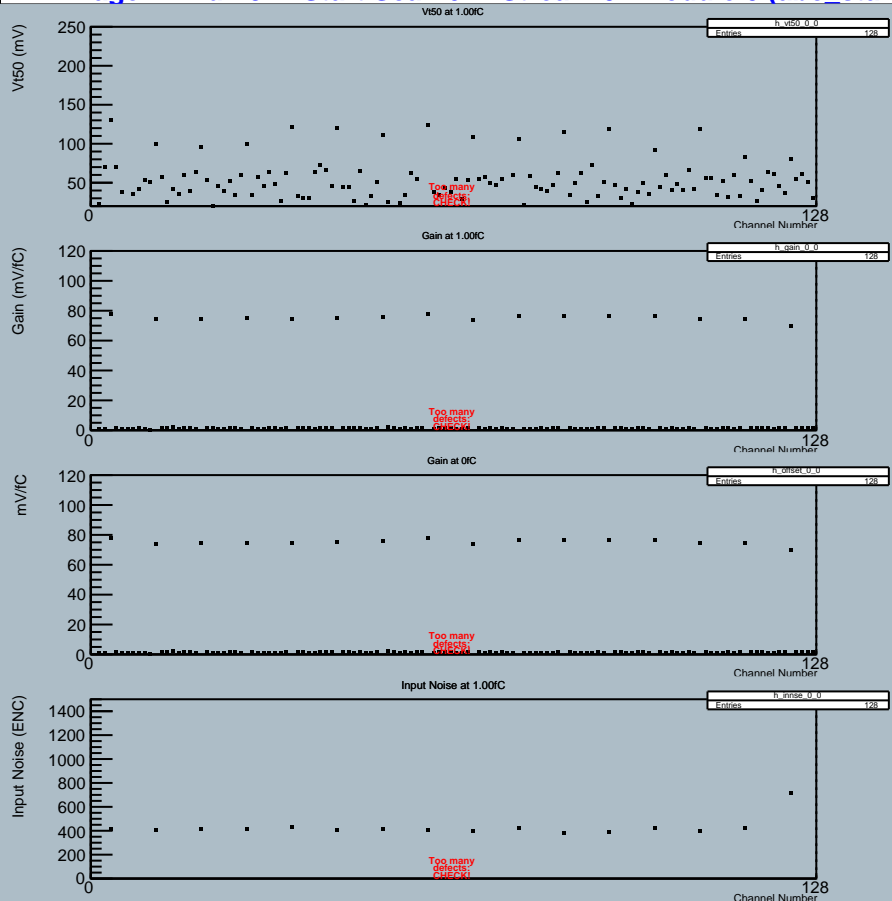 Vt50 at 1.00fC
h_vt50_0_0
Entries 128
Vt50 (mV)
250
200
150
100
50
Too many
defects:
CHECK!
0
128
Channel Number
Gain at 1.00fC
h_gain_0_0
Entries 128
Gain (mV/fC)
120
100
80
60
40
20
0
Too many
defects:
CHECK!
0
128
Channel Number
Gain at 0fC
h_offset_0_0
Entries 128
mV/fC
120
100
80
60
40
20
0
Too many
defects:
CHECK!
0
128
Channel Number
Input Noise at 1.00fC
h_innse_0_0
Entries 128
Input Noise (ENC)
1400
1200
1000
800
600
400
200
0
Too many
defects:
CHECK!
0
128
Channel Number